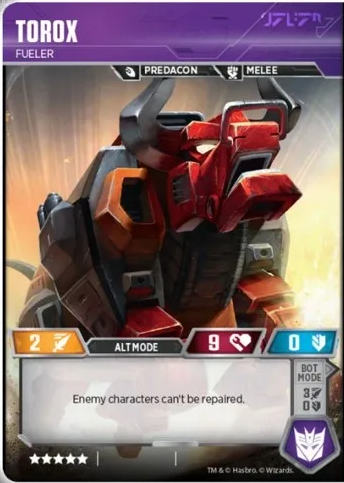 TOROX
FUELER
PREDACON MELEE
2 ALT MODE 9 0
Enemy characters can't be repaired.
BOT
MODE
3
0
TM & © Hasbro. © Wizards.